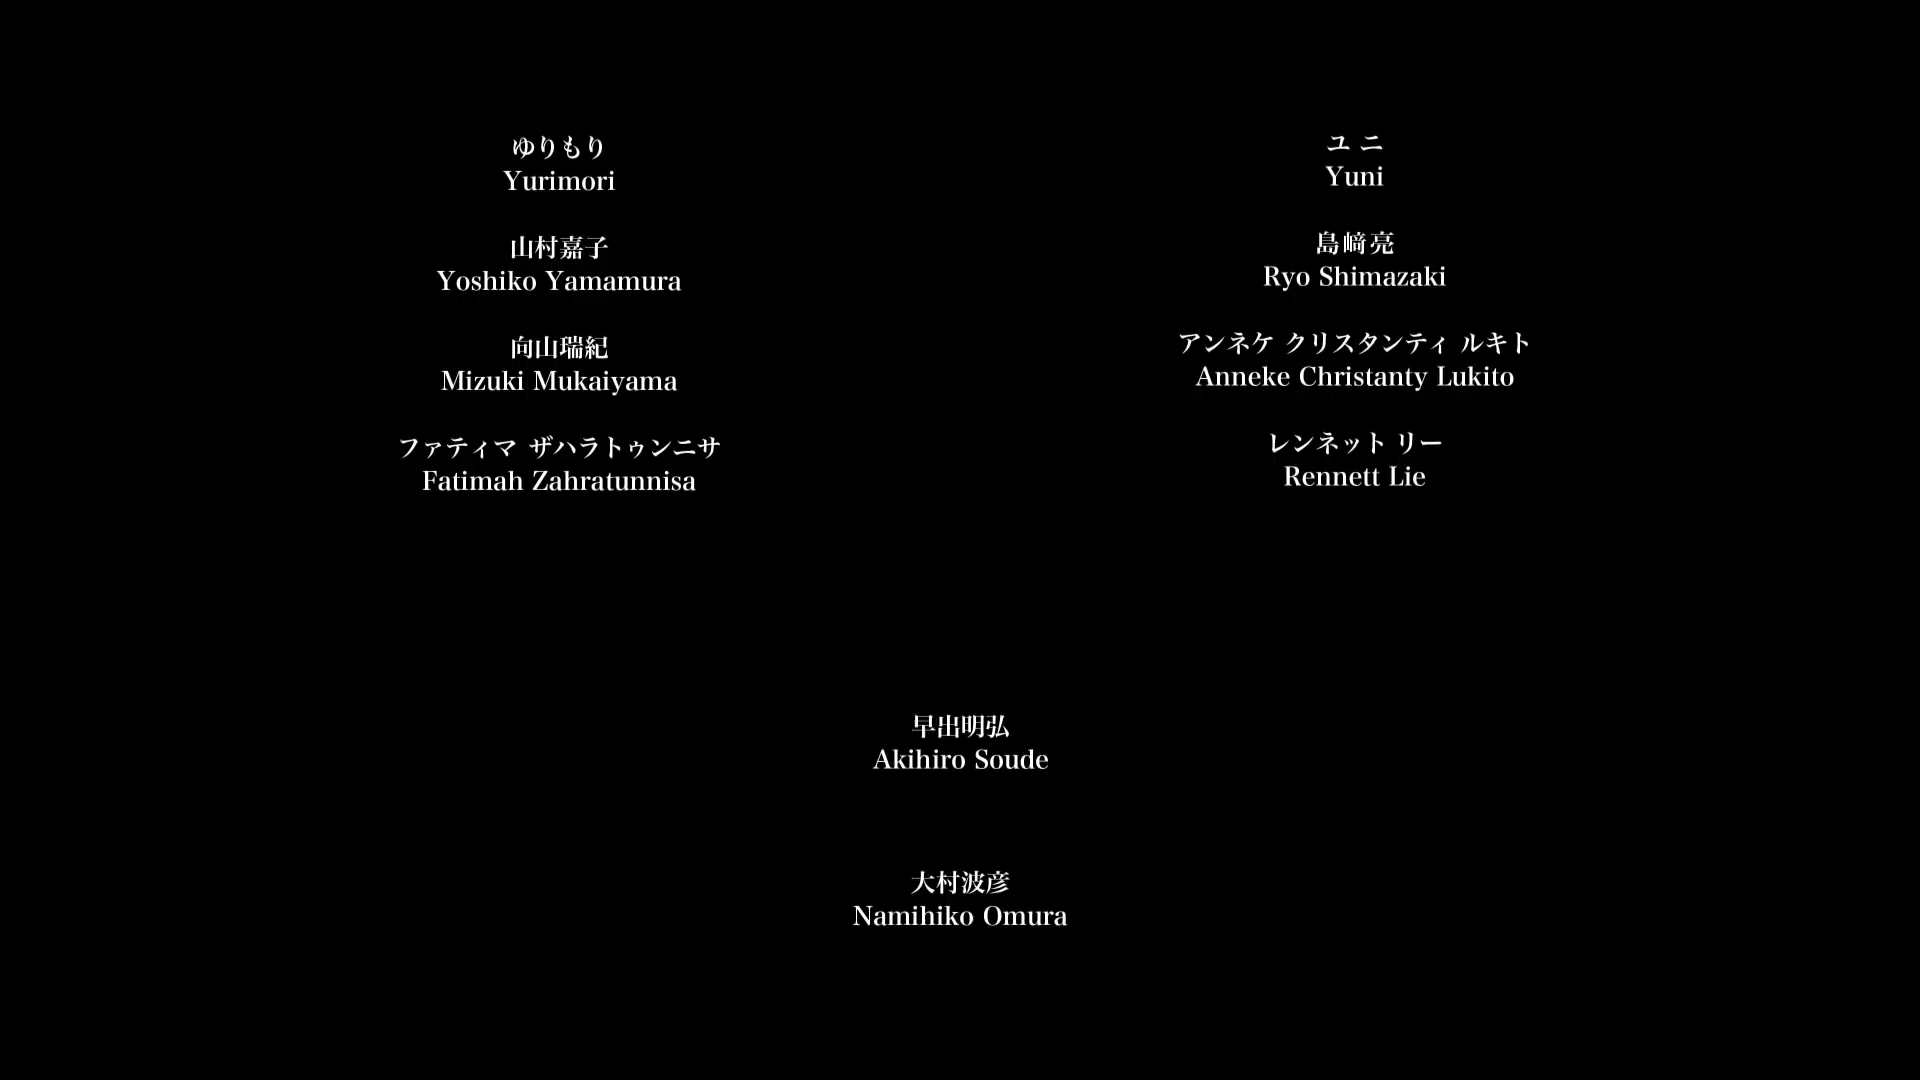 ゆりもり
Yurimori
山村嘉子
Yoshiko Yamamura
向山瑞紀
Mizuki Mukaiyama
ファティマ ザハラトゥンニサ
Fatimah Zahratunnisa
ユ ニ
Yuni
島﨑亮
Ryo Shimazaki
アンネケ クリスタンティ ルキト
Anneke Christanty Lukito
レンネット リー
Rennett Lie
早出明弘
Akihiro Soude
大村波彦
Namihiko Omura